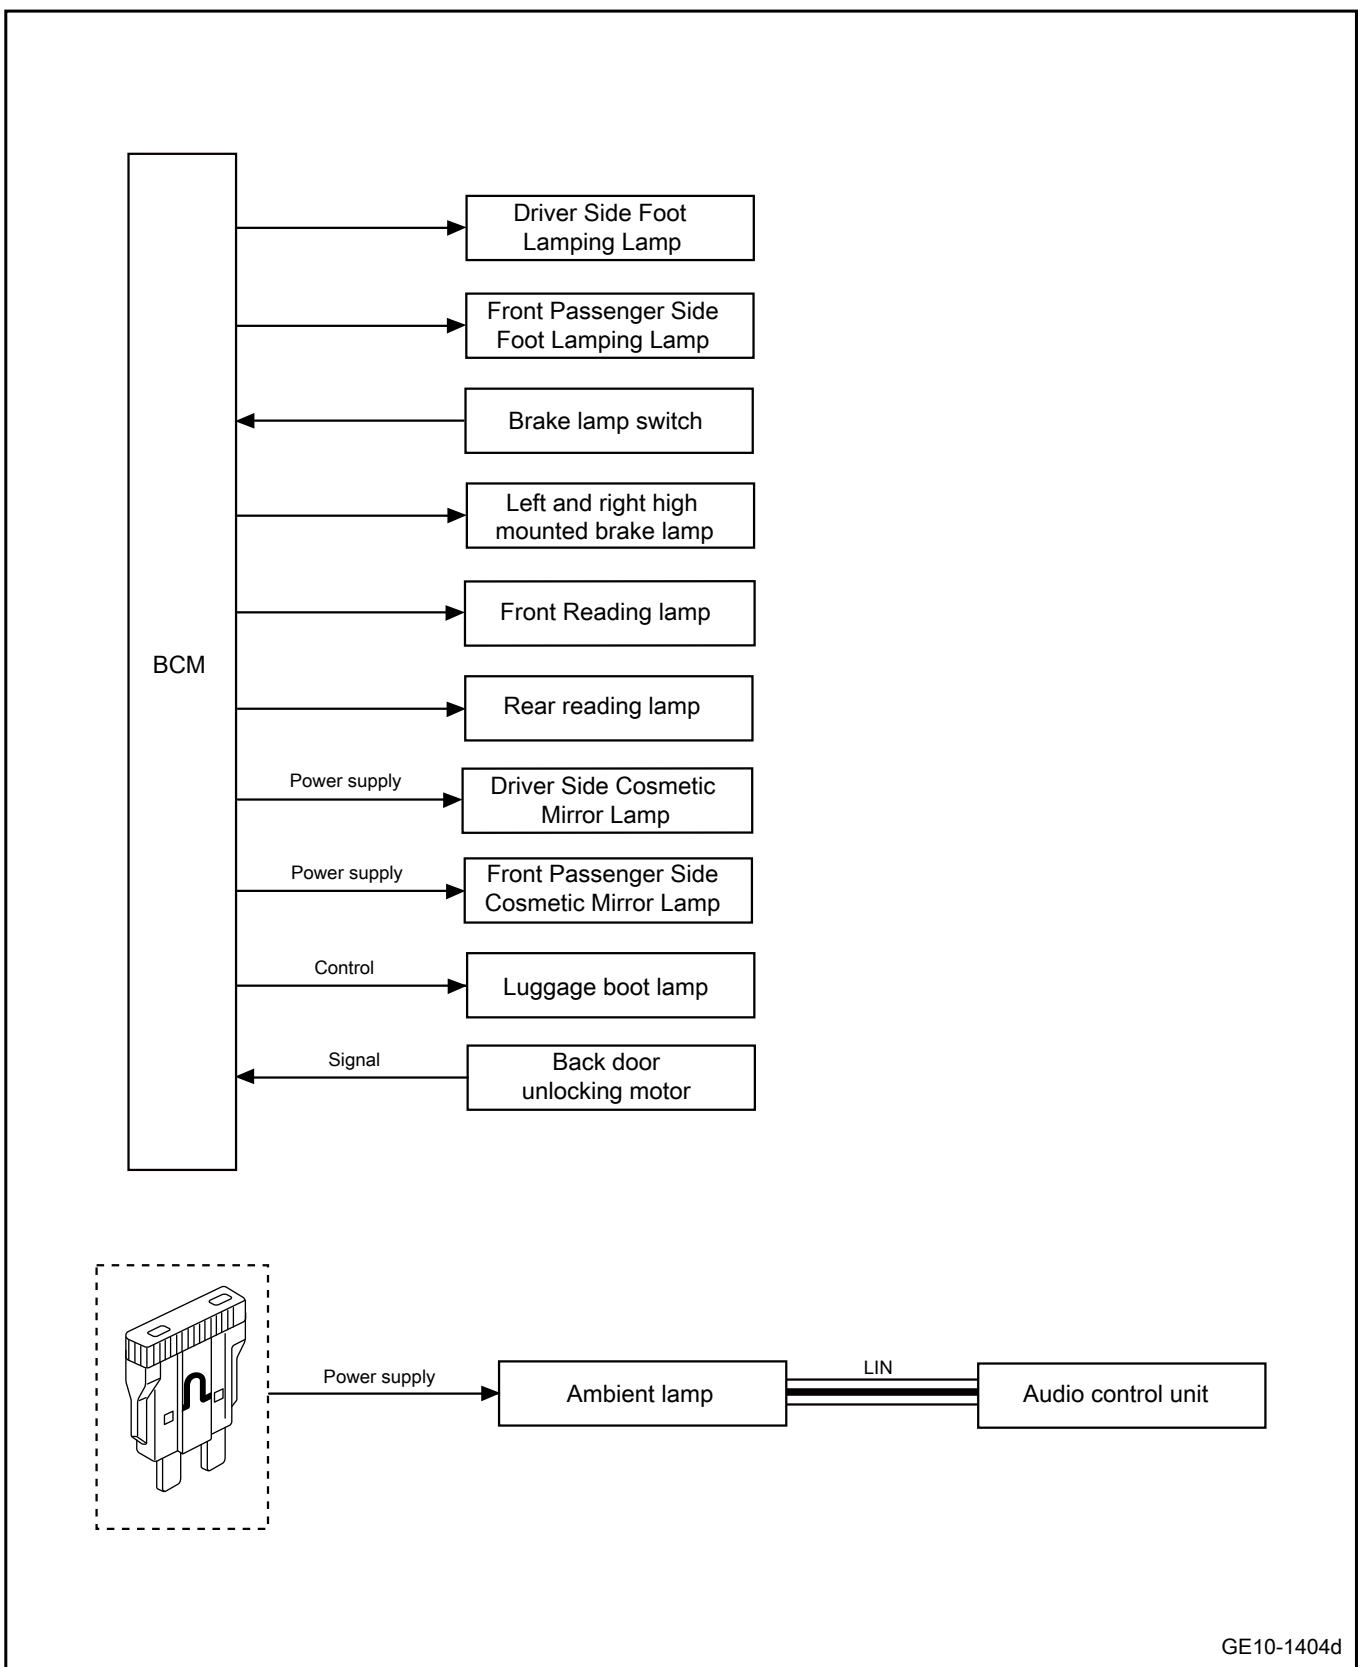 Driver Side Foot
Lamping Lamp
Front Passenger Side
Foot Lamping Lamp
Brake lamp switch
Left and right high
mounted brake lamp
Front Reading lamp
BCM
Rear reading lamp
Power supply
Driver Side Cosmetic
Mirror Lamp
Power supply
Front Passenger Side
Cosmetic Mirror Lamp
Control
Luggage boot lamp
Signal
Back door
unlocking motor
Power supply
Ambient lamp
LIN
Audio control unit
GE10-1404d